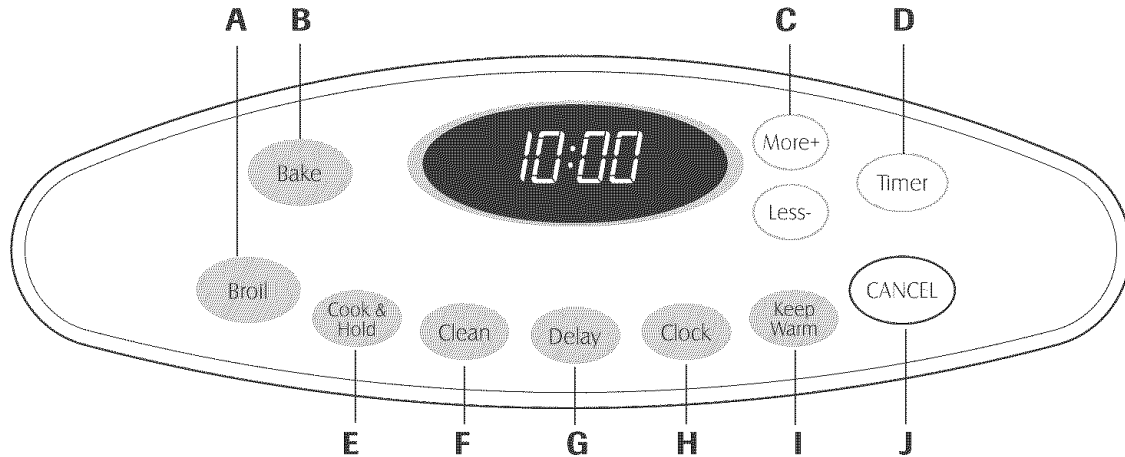 A B C D
10:00
More+
Bake
Timer
Less-
Broil
CANCEL
Cook &
Hold
Clean
Delay
Clock
Keep
Warm
E F G H I J